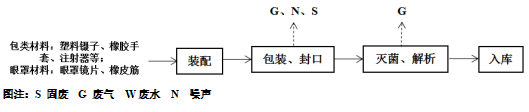 G、N、S
G
包类材料：塑料镊子、橡胶手
套、注射器等；
眼罩材料：眼罩镜片、橡皮筋
装配
包装、封口
灭菌、解析
入库
图注：S 固废 G 废气 W废水 N 噪声